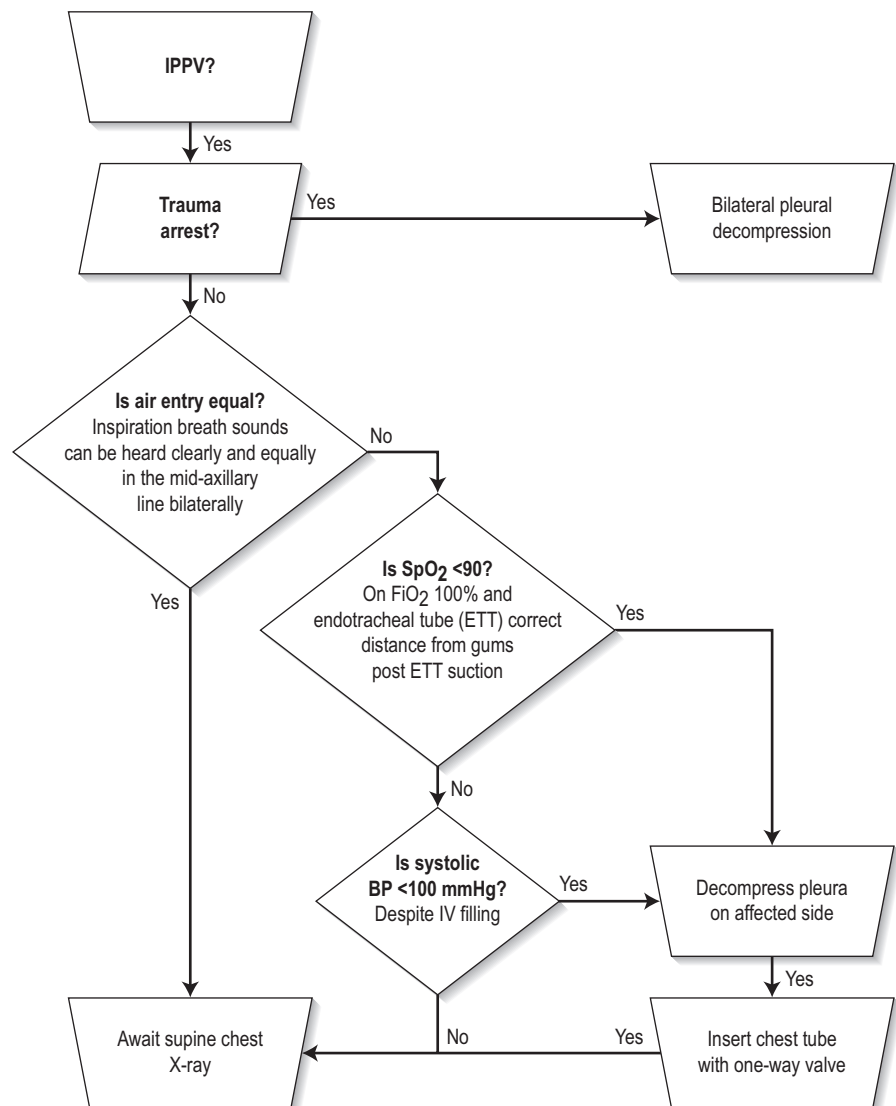 IPPV?
Yes
Trauma
arrest?
Yes
Bilateral pleural
decompression
No
Is air entry equal?
Inspiration breath sounds
can be heard clearly and equally
in the mid-axillary
line bilaterally
No
Yes
Is SpO2 <90?
On FiO2 100% and
endotracheal tube (ETT) correct
distance from gums
post ETT suction
Yes
No
Is systolic
BP <100 mmHg?
Despite IV filling
Yes
Decompress pleura
on affected side
Yes
No
Await supine chest
X-ray
Yes
Insert chest tube
with one-way valve